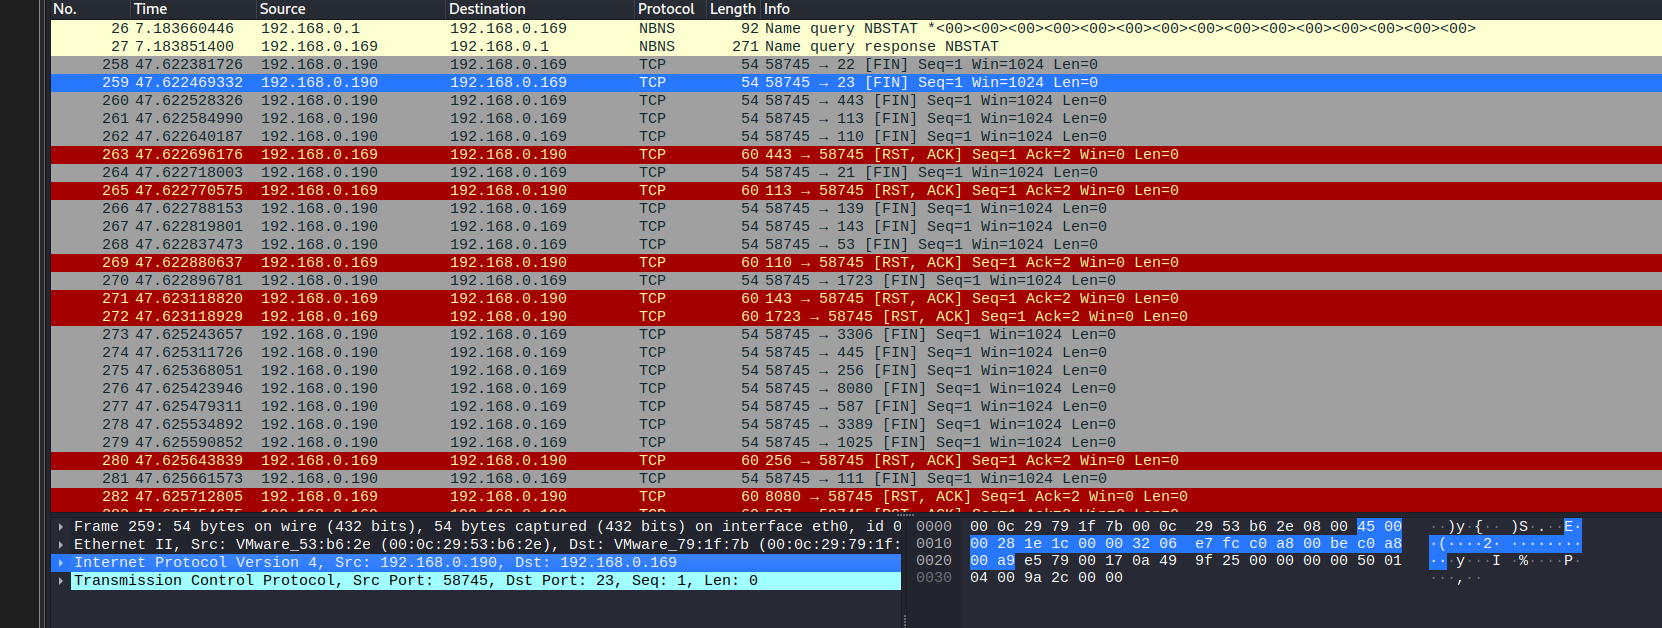 No. Time Source Destination Protocol Length Info
26 7.183660446 192.168.0.1 192.168.0.169 NBNS 92 Name query NBSTAT *<00><00><00><00><00><00><00><00><00><00><00><00><00><00><00>
27 7.183851400 192.168.0.169 192.168.0.1 NBNS 271 Name query response NBSTAT
258 47.622381726 192.168.0.190 192.168.0.169 TCP 54 58745 → 22 [FIN] Seq=1 Win=1024 Len=0
259 47.622469332 192.168.0.190 192.168.0.169 TCP 54 58745 → 23 [FIN] Seq=1 Win=1024 Len=0
260 47.622528326 192.168.0.190 192.168.0.169 TCP 54 58745 → 443 [FIN] Seq=1 Win=1024 Len=0
261 47.622584990 192.168.0.190 192.168.0.169 TCP 54 58745 → 113 [FIN] Seq=1 Win=1024 Len=0
262 47.622640187 192.168.0.190 192.168.0.169 TCP 54 58745 → 110 [FIN] Seq=1 Win=1024 Len=0
263 47.622696176 192.168.0.169 192.168.0.190 TCP 60 443 → 58745 [RST, ACK] Seq=1 Ack=2 Win=0 Len=0
264 47.622718003 192.168.0.190 192.168.0.169 TCP 54 58745 → 21 [FIN] Seq=1 Win=1024 Len=0
265 47.622770575 192.168.0.169 192.168.0.190 TCP 60 113 → 58745 [RST, ACK] Seq=1 Ack=2 Win=0 Len=0
266 47.622788153 192.168.0.190 192.168.0.169 TCP 54 58745 → 139 [FIN] Seq=1 Win=1024 Len=0
267 47.622819801 192.168.0.190 192.168.0.169 TCP 54 58745 → 143 [FIN] Seq=1 Win=1024 Len=0
268 47.622837473 192.168.0.190 192.168.0.169 TCP 54 58745 → 53 [FIN] Seq=1 Win=1024 Len=0
269 47.622880637 192.168.0.169 192.168.0.190 TCP 60 110 → 58745 [RST, ACK] Seq=1 Ack=2 Win=0 Len=0
270 47.622896781 192.168.0.190 192.168.0.169 TCP 54 58745 → 1723 [FIN] Seq=1 Win=1024 Len=0
271 47.623118820 192.168.0.169 192.168.0.190 TCP 60 143 → 58745 [RST, ACK] Seq=1 Ack=2 Win=0 Len=0
272 47.623118929 192.168.0.169 192.168.0.190 TCP 60 1723 → 58745 [RST, ACK] Seq=1 Ack=2 Win=0 Len=0
273 47.625243657 192.168.0.190 192.168.0.169 TCP 54 58745 → 3306 [FIN] Seq=1 Win=1024 Len=0
274 47.625311726 192.168.0.190 192.168.0.169 TCP 54 58745 → 445 [FIN] Seq=1 Win=1024 Len=0
275 47.625368051 192.168.0.190 192.168.0.169 TCP 54 58745 → 256 [FIN] Seq=1 Win=1024 Len=0
276 47.625423946 192.168.0.190 192.168.0.169 TCP 54 58745 → 8080 [FIN] Seq=1 Win=1024 Len=0
277 47.625479311 192.168.0.190 192.168.0.169 TCP 54 58745 → 587 [FIN] Seq=1 Win=1024 Len=0
278 47.625534892 192.168.0.190 192.168.0.169 TCP 54 58745 → 3389 [FIN] Seq=1 Win=1024 Len=0
279 47.625590852 192.168.0.190 192.168.0.169 TCP 54 58745 → 1025 [FIN] Seq=1 Win=1024 Len=0
280 47.625643839 192.168.0.169 192.168.0.190 TCP 60 256 → 58745 [RST, ACK] Seq=1 Ack=2 Win=0 Len=0
281 47.625661573 192.168.0.190 192.168.0.169 TCP 54 58745 → 111 [FIN] Seq=1 Win=1024 Len=0
282 47.625712805 192.168.0.169 192.168.0.190 TCP 60 8080 → 58745 [RST, ACK] Seq=1 Ack=2 Win=0 Len=0
Frame 259: 54 bytes on wire (432 bits), 54 bytes captured (432 bits) on interface eth0, id 0
Ethernet II, Src: VMware_53:b6:2e (00:0c:29:53:b6:2e), Dst: VMware_79:1f:7b (00:0c:29:79:1f:
Internet Protocol Version 4, Src: 192.168.0.190, Dst: 192.168.0.169
Transmission Control Protocol, Src Port: 58745, Dst Port: 23, Seq: 1, Len: 0
0000 00 0c 29 79 1f 7b 00 0c 29 53 b6 2e 08 00 45 00 ··)y·{·· )S·.··E·
0010 00 28 1e 1c 00 00 32 06 e7 fc c0 a8 00 be c0 a8 ·(····2· ········
0020 00 a9 e5 79 00 17 0a 49 9f 25 00 00 00 00 50 01 ···y···I ·%····P·
0030 04 00 9a 2c 00 00 ···,··